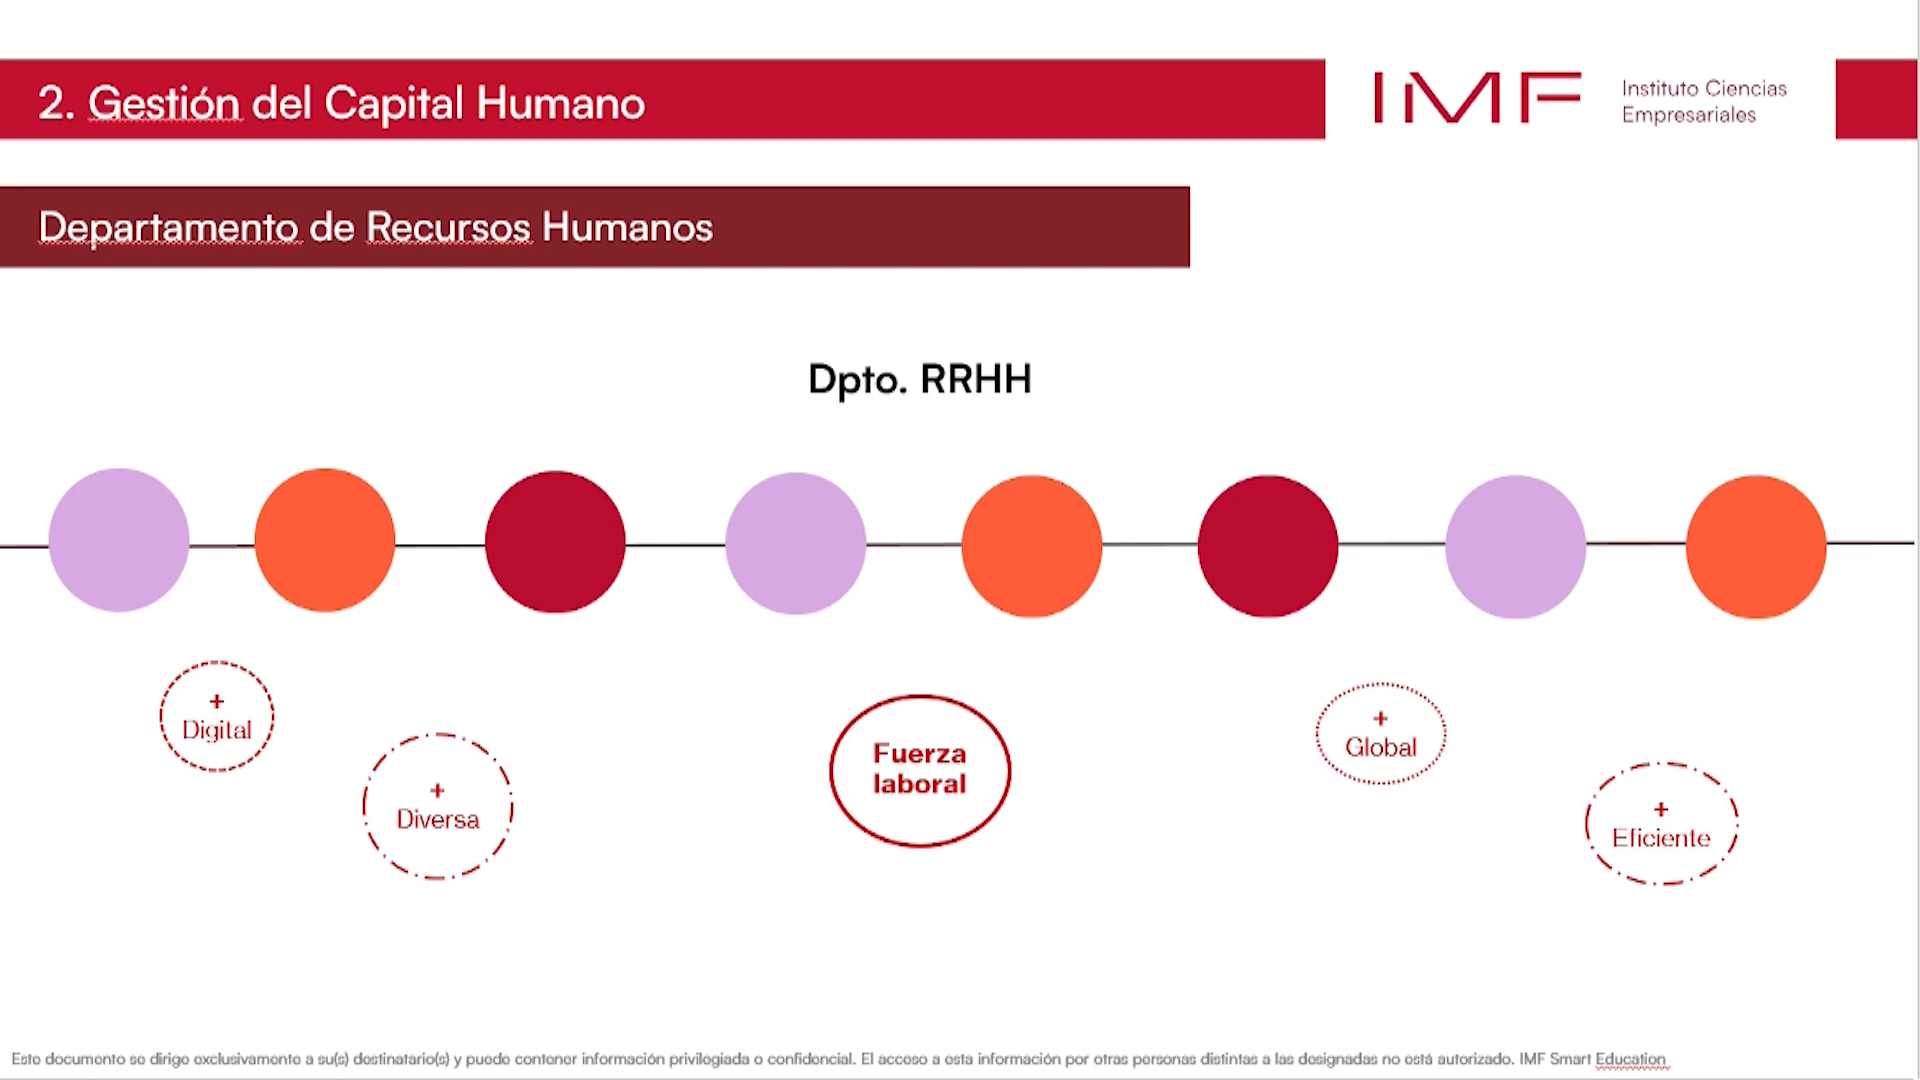 2. Gestión del Capital Humano
IMF
Instituto Ciencias
Empresariales
Departamento de Recursos Humanos
Dpto. RRHH
+
Digital
+
Diversa
Fuerza
laboral
+
Global
+
Eficiente
Este documento se dirige exclusivamente a su(s) destinatario(s) y puede contener información privilegiada o confidencial. El acceso a esta información por otras personas distintas a las designadas no está autorizado. IMF Smart Education